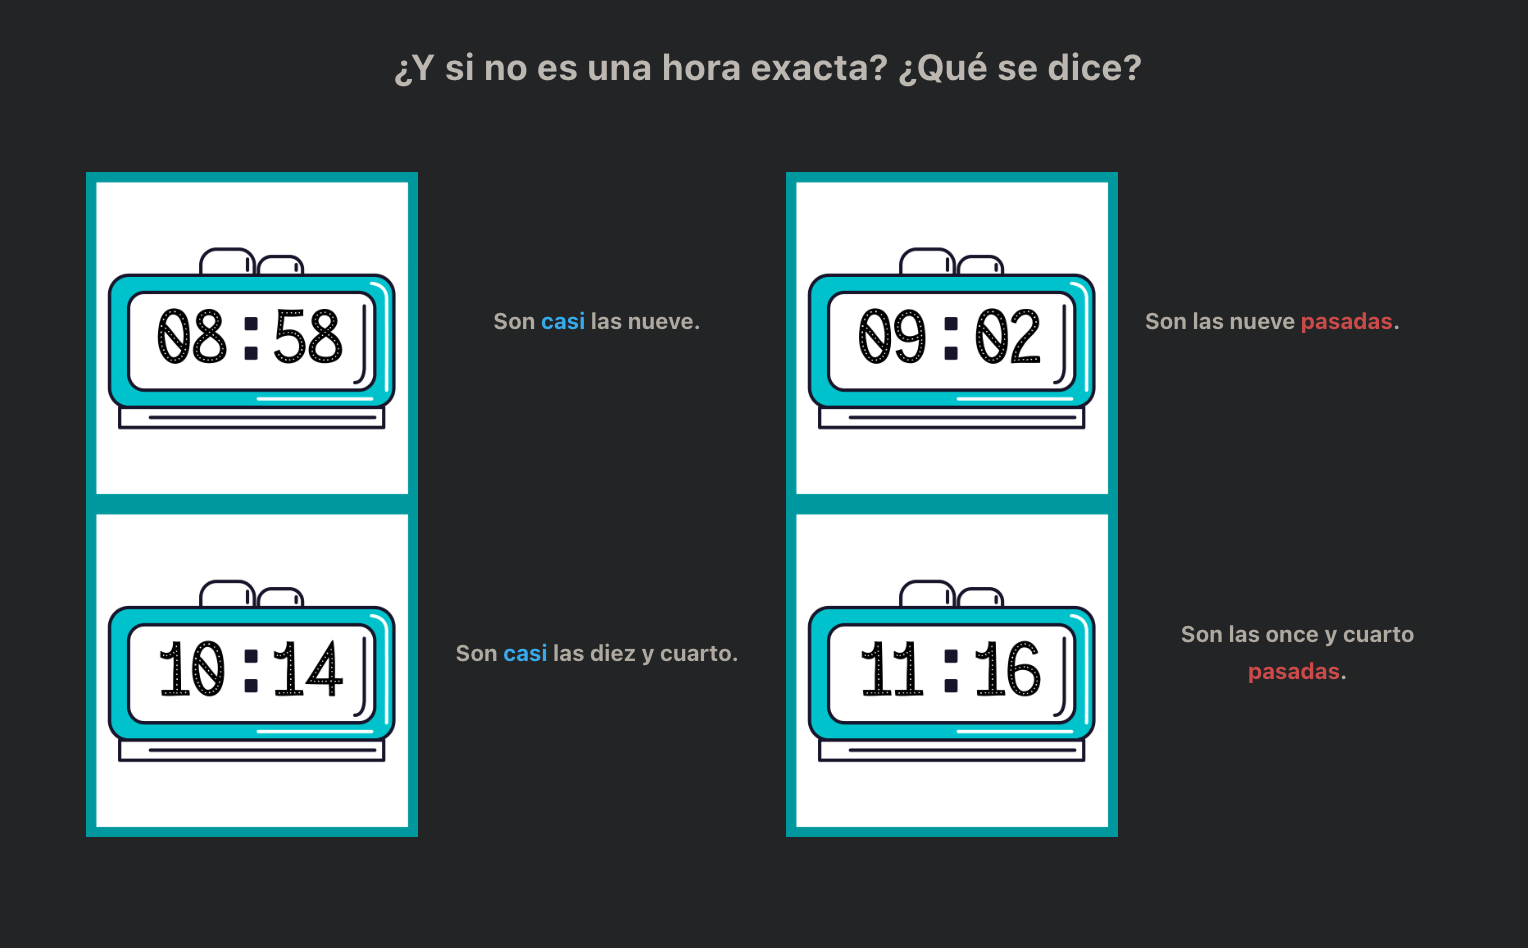 ¿Y si no es una hora exacta? ¿Qué se dice?
08:58
Son casi las nueve.
09:02
Son las nueve pasadas.
10:14
Son casi las diez y cuarto.
11:16
Son las once y cuarto
pasadas.